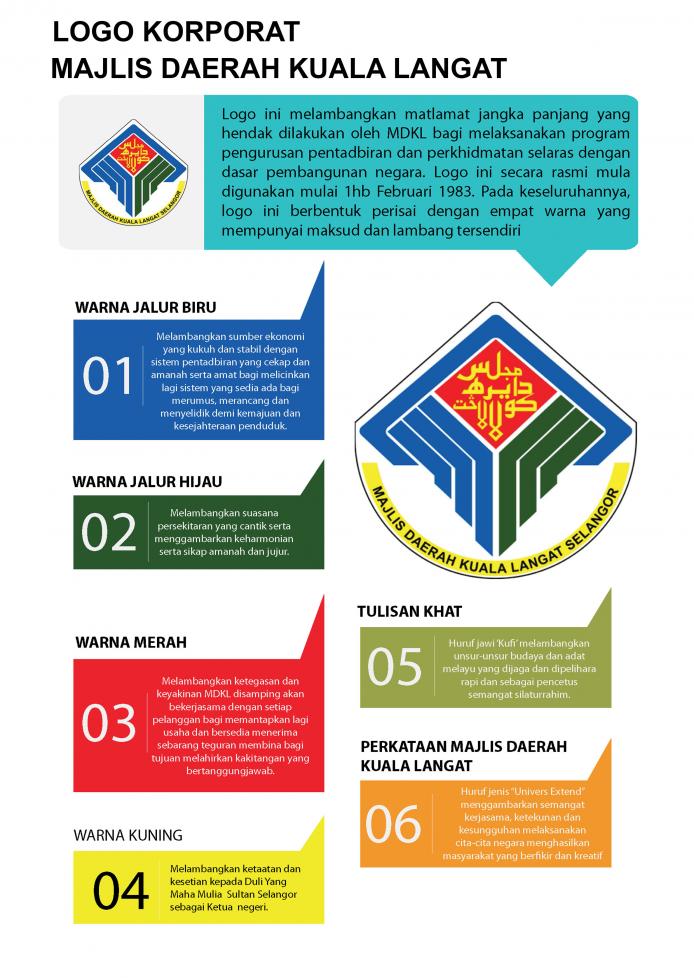 LOGO KORPORAT
MAJLIS DAERAH KUALA LANGAT
MAJLIS DAERAH KUALA LANGAT SELANGOR
مجلس
دايره
كوالا لاڠت
Logo ini melambangkan matlamat jangka panjang yang
hendak dilakukan oleh MDKL bagi melaksanakan program
pengurusan pentadbiran dan perkhidmatan selaras dengan
dasar pembangunan negara. Logo ini secara rasmi mula
digunakan mulai 1hb Februari 1983. Pada keseluruhannya,
logo ini berbentuk perisai dengan empat warna yang
mempunyai maksud dan lambang tersendiri
WARNA JALUR BIRU
01
Melambangkan sumber ekonomi
yang kukuh dan stabil dengan
sistem pentadbiran yang cekap dan
amanah serta amat bagi melicinkan
lagi sistem yang sedia ada bagi
merumus, merancang dan
menyelidik demi kemajuan dan
kesejahteraan penduduk.
WARNA JALUR HIJAU
02
Melambangkan suasana
persekitaran yang cantik serta
menggambarkan keharmonian
serta sikap amanah dan jujur.
WARNA MERAH
03
Melambangkan ketegasan dan
keyakinan MDKL disamping akan
bekerjasama dengan setiap
pelanggan bagi memantapkan lagi
usaha dan bersedia menerima
sebarang teguran membina bagi
tujuan melahirkan kakitangan yang
bertanggungjawab.
WARNA KUNING
04
Melambangkan ketaatan dan
kesetian kepada Duli Yang
Maha Mulia Sultan Selangor
sebagai Ketua negeri.
مجلس
دايره
كوالا لاڠت
MAJLIS DAERAH KUALA LANGAT SELANGOR
TULISAN KHAT
05
Huruf jawi ‘Kufi’ melambangkan
unsur-unsur budaya dan adat
melayu yang dijaga dan dipelihara
rapi dan sebagai pencetus
semangat silaturrahim.
PERKATAAN MAJLIS DAERAH
KUALA LANGAT
06
Huruf jenis “Univers Extend”
menggambarkan semangat
kerjasama, ketekunan dan
kesungguhan melaksanakan
cita-cita negara menghasilkan
masyarakat yang berfikir dan kreatif